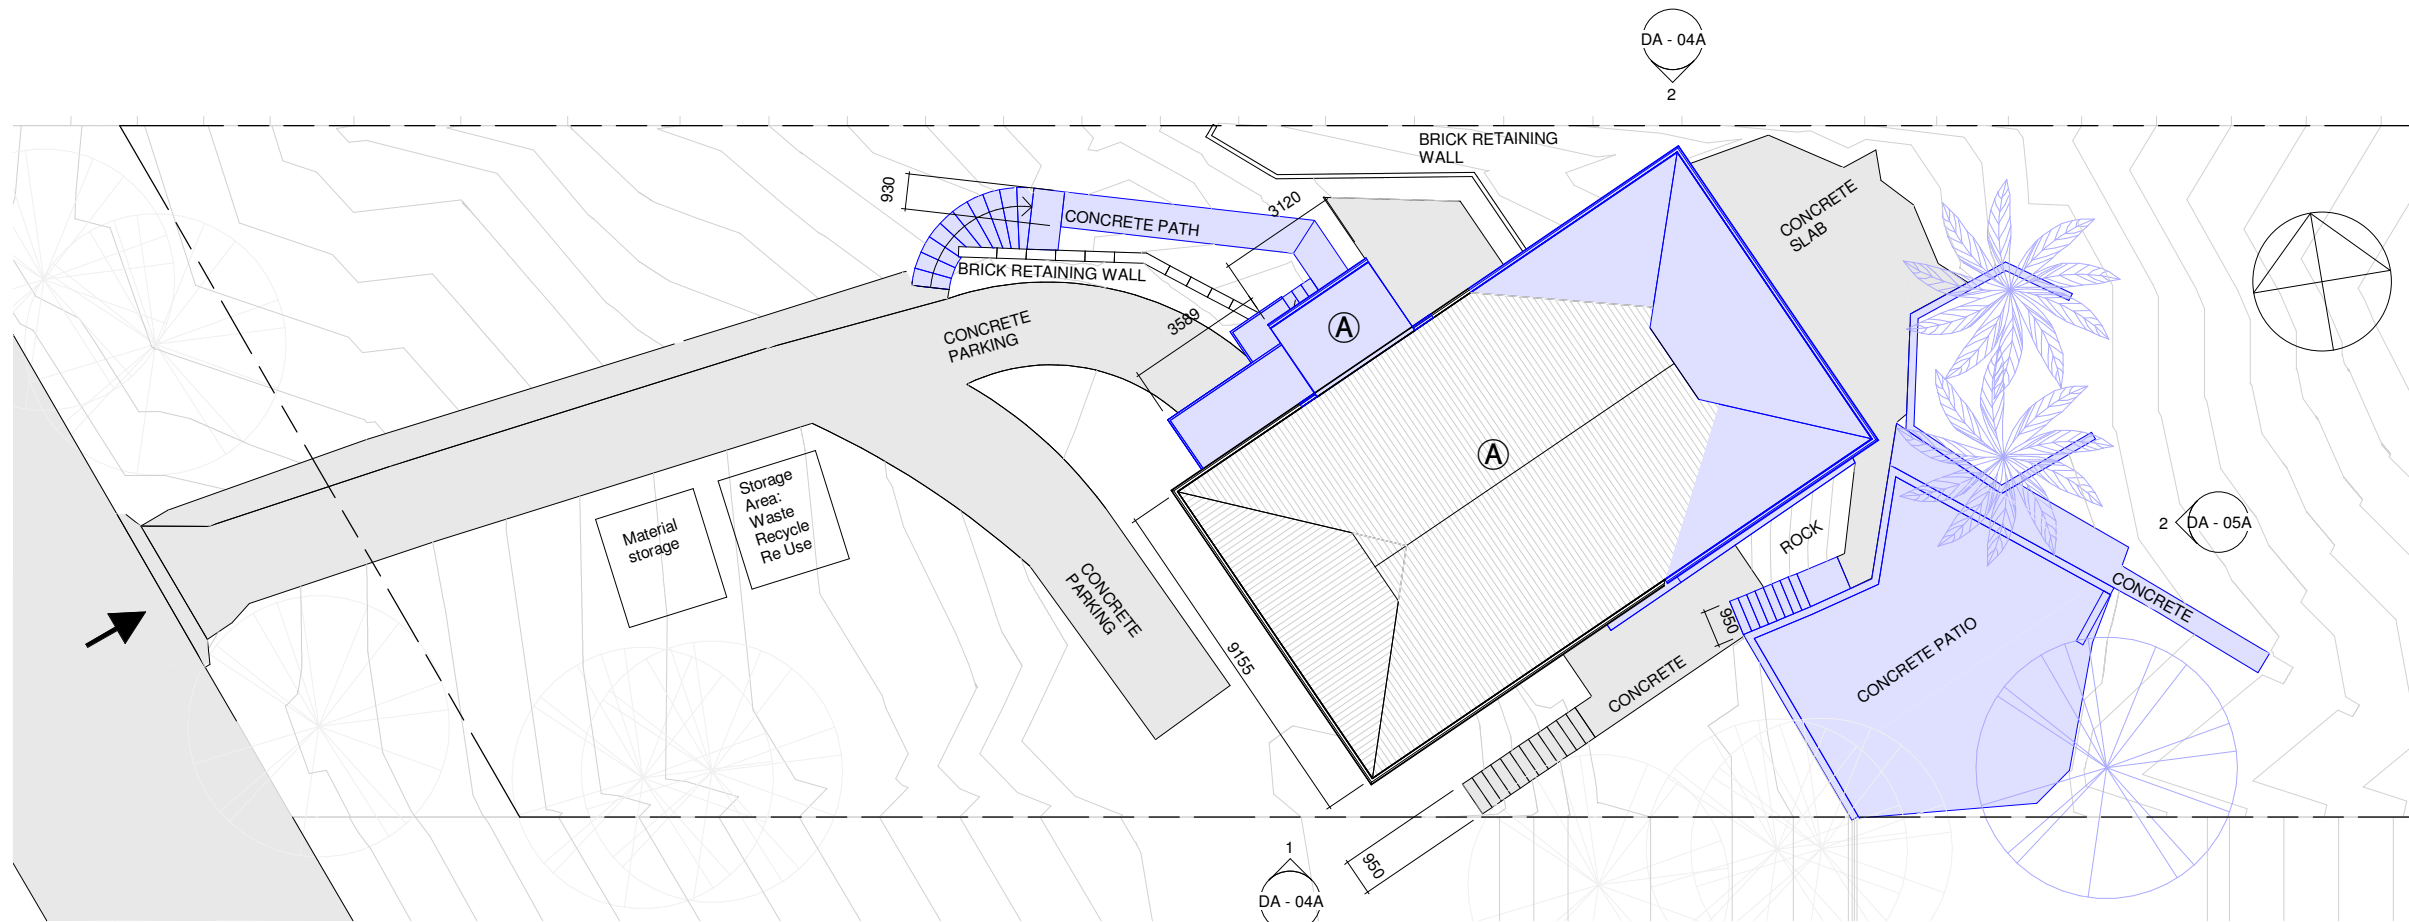 DA - 04A
2
BRICK RETAINING
WALL
930
CONCRETE PATH
3120
CONCRETE
SLAB
BRICK RETAINING WALL
3589
CONCRETE
PARKING
A
A
Storage
Area:
Waste
Recycle
Re Use
Material
storage
ROCK
2
DA - 05A
CONCRETE
PARKING
CONCRETE
950
CONCRETE PATIO
9155
CONCRETE
950
1
DA - 04A